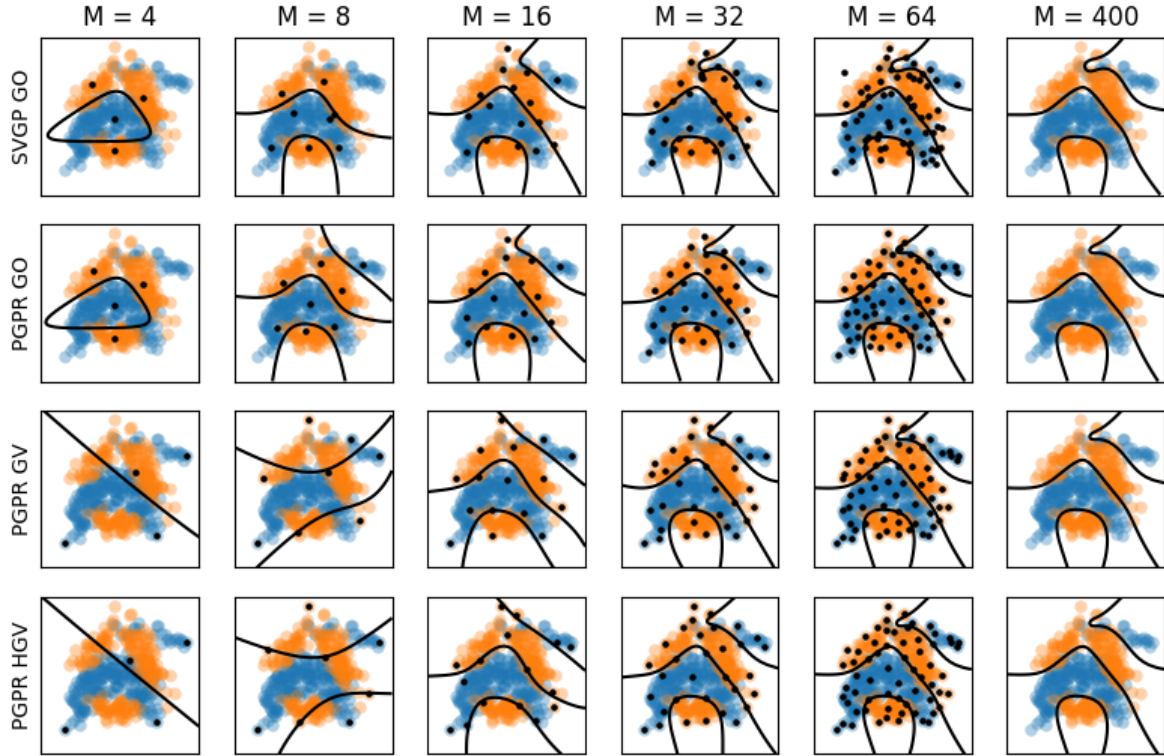 M = 4 M = 8 M = 16 M = 32 M = 64 M = 400
SVGP GO
PGPR GO
PGPR GV
PGPR HGV